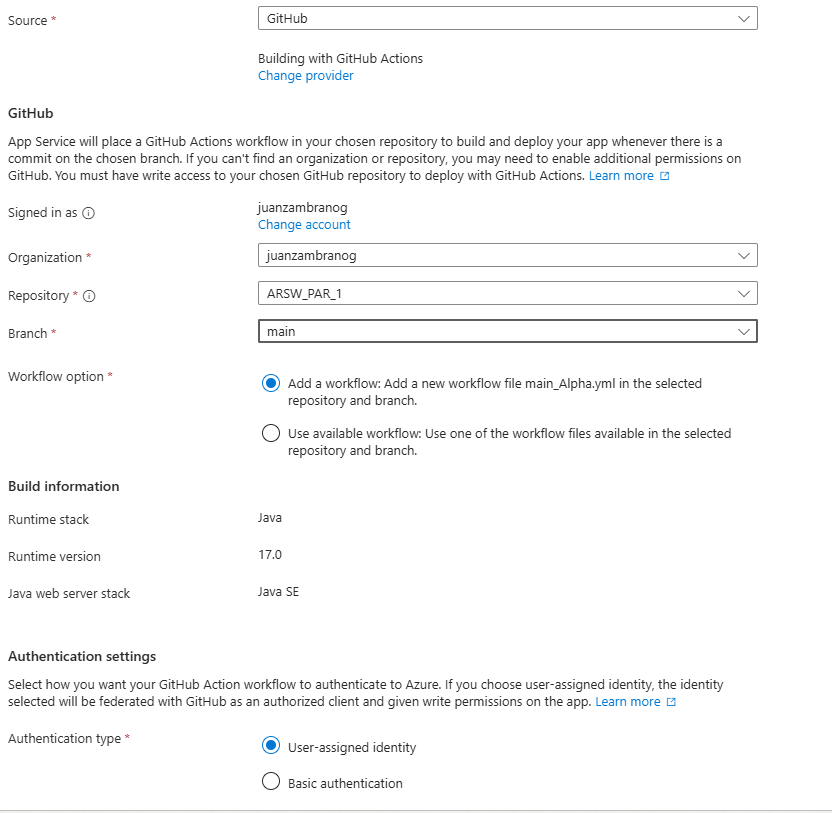 Source *
GitHub
Building with GitHub Actions
Change provider
GitHub
App Service will place a GitHub Actions workflow in your chosen repository to build and deploy your app whenever there is a
commit on the chosen branch. If you can't find an organization or repository, you may need to enable additional permissions on
GitHub. You must have write access to your chosen GitHub repository to deploy with GitHub Actions. Learn more
Signed in as
juanzambranog
Change account
Organization *
juanzambranog
Repository *
ARSW_PAR_1
Branch *
main
Workflow option *
Add a workflow: Add a new workflow file main_Alpha.yml in the selected
repository and branch.
Use available workflow: Use one of the workflow files available in the selected
repository and branch.
Build information
Runtime stack
Java
Runtime version
17.0
Java web server stack
Java SE
Authentication settings
Select how you want your GitHub Action workflow to authenticate to Azure. If you choose user-assigned identity, the identity
selected will be federated with GitHub as an authorized client and given write permissions on the app. Learn more
Authentication type *
User-assigned identity
Basic authentication